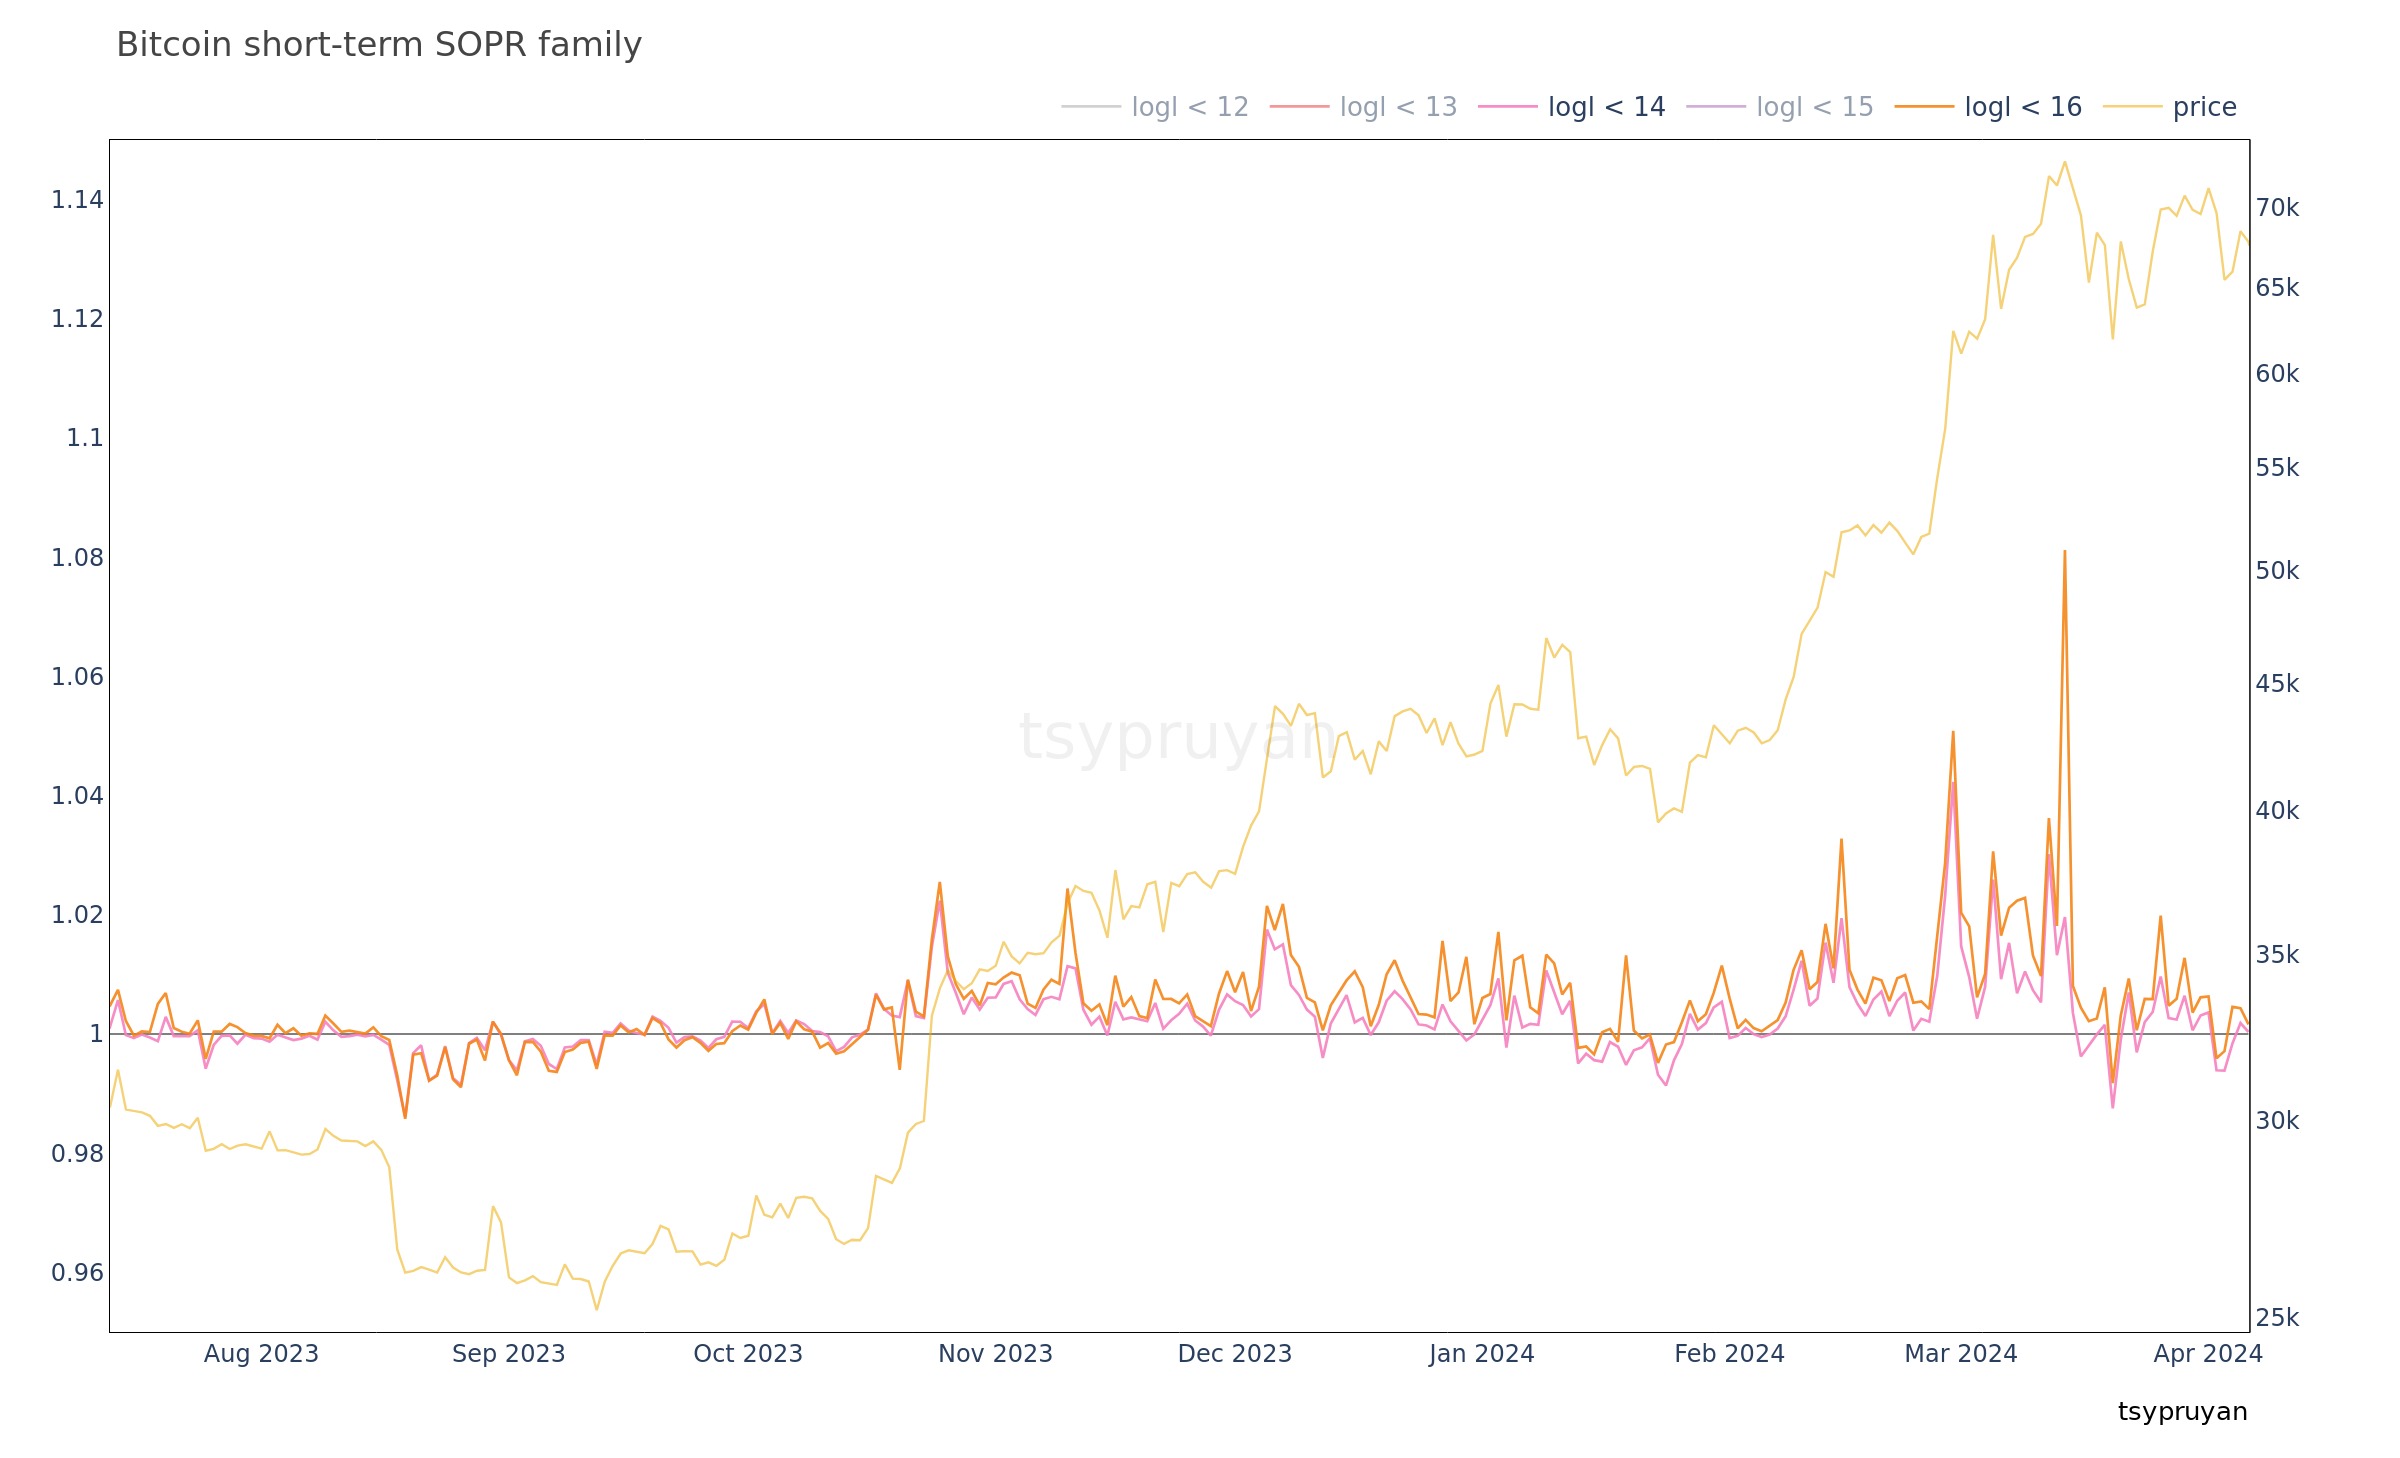 Bitcoin short-term SOPR family
logl < 12 logl < 13 logl < 14 logl < 15 logl < 16 price
1.14
1.12
1.1
1.08
1.06
1.04
1.02
1
0.98
0.96
70k
65k
60k
55k
50k
45k
40k
35k
30k
25k
tsypruyan
Aug 2023 Sep 2023 Oct 2023 Nov 2023 Dec 2023 Jan 2024 Feb 2024 Mar 2024 Apr 2024
tsypruyan